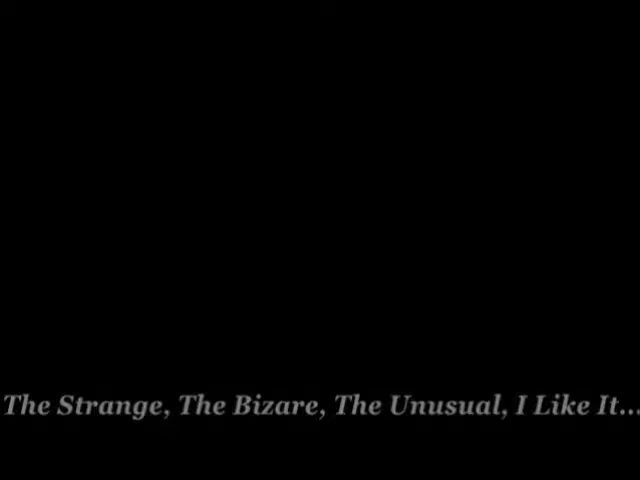 The Strange, The Bizare, The Unusual, I Like It...